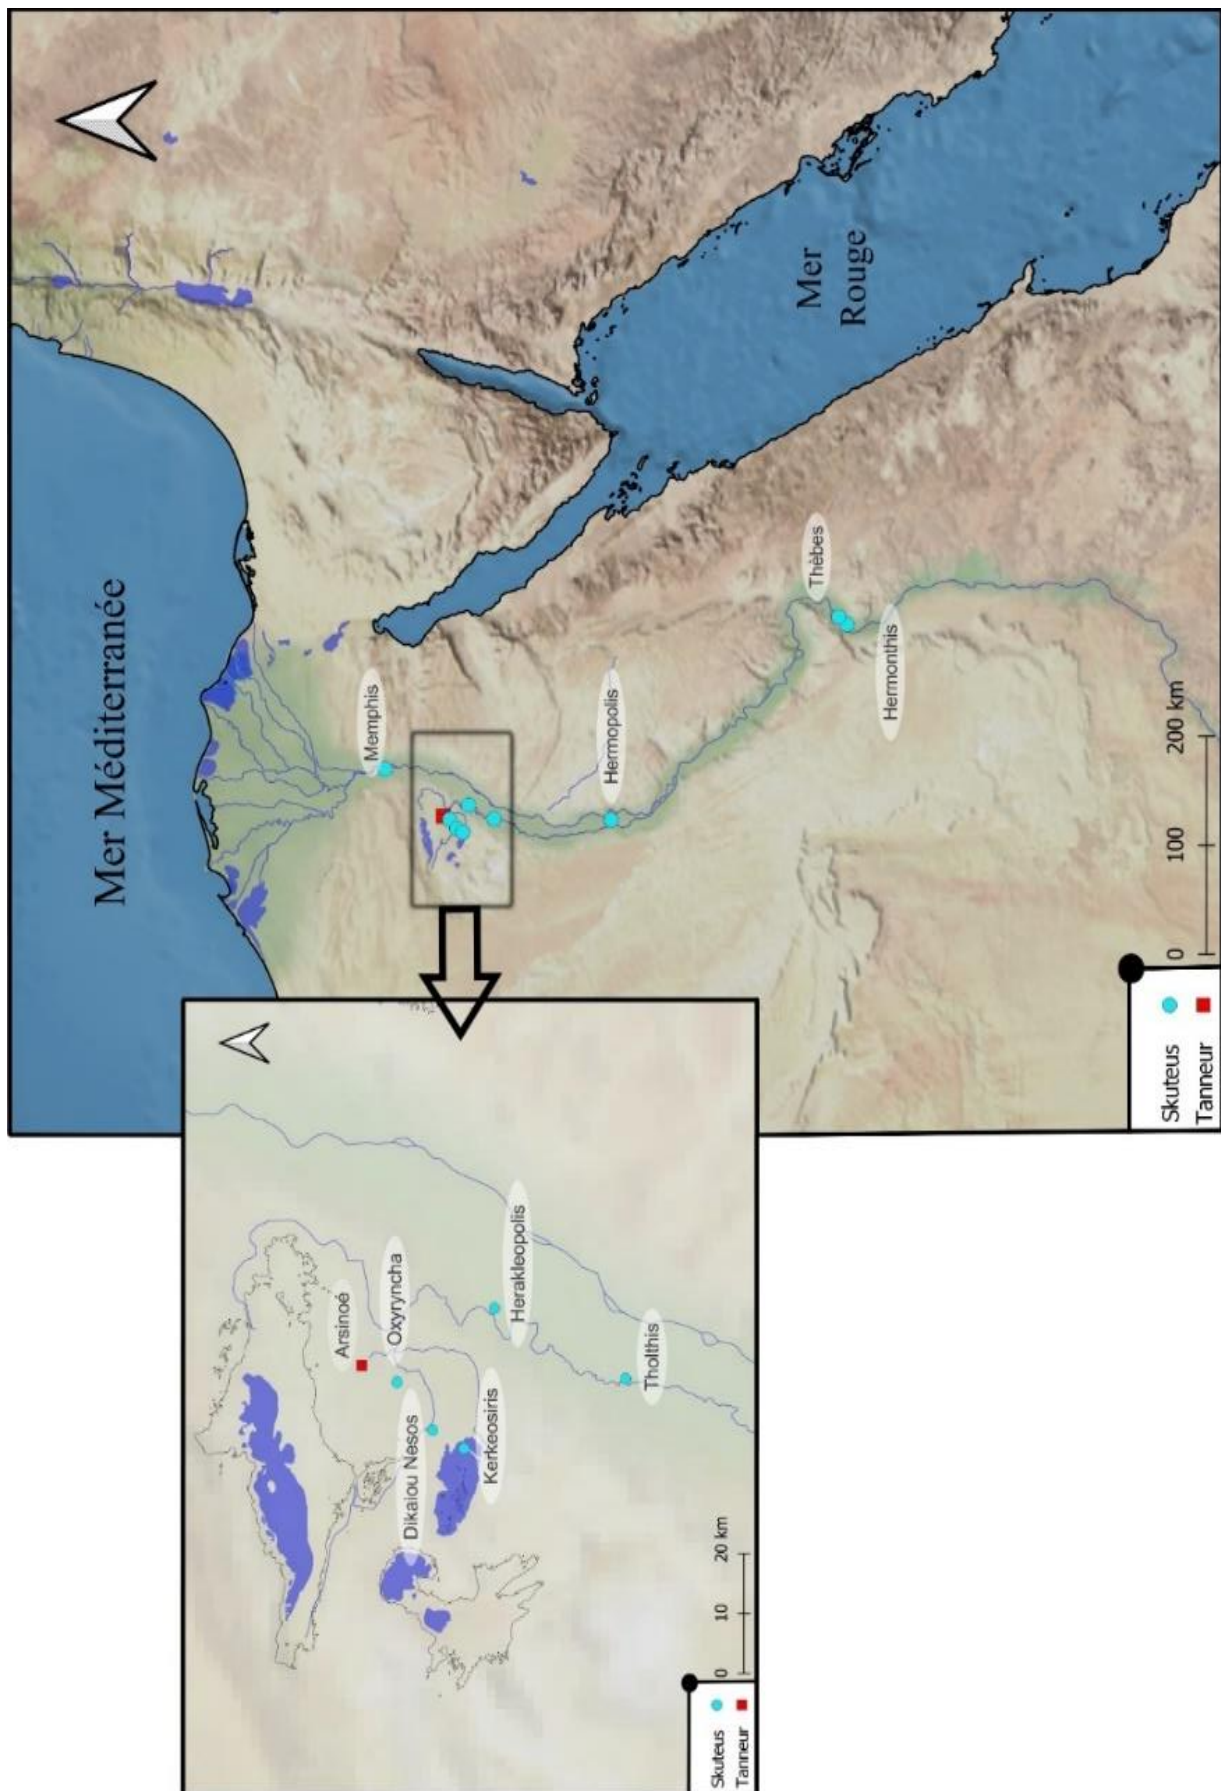 Mer Méditerranée
Memphis
Hermopolis
Thèbes
Hermonthis
Mer
Rouge
0
100
200 km
Skuteus
Tanneur
Arsinoé
Oxyryncha
Dikaiou Nesos
Kerkeosiris
Herakleopolis
Tholthis
0
10
20 km
Skuteus
Tanneur